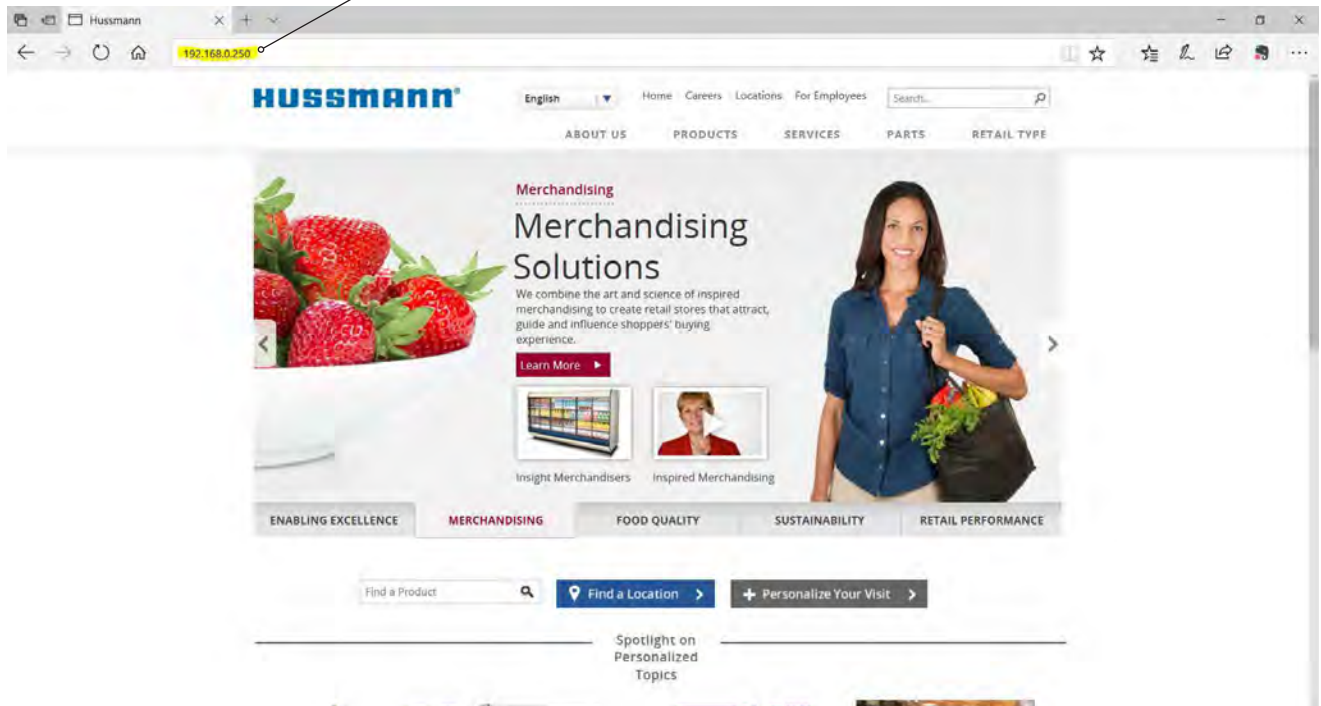 Hussmann
192.168.0.250
HUSSMANN®
English
Home Careers Locations For Employees
Search...
ABOUT US PRODUCTS SERVICES PARTS RETAIL TYPE
Merchandising
Merchandising
Solutions
We combine the art and science of inspired
merchandising to create retail stores that attract,
guide and influence shoppers' buying
experience.
Learn More
Insight Merchandisers Inspired Merchandising
ENABLING EXCELLENCE MERCHANDISING FOOD QUALITY SUSTAINABILITY RETAIL PERFORMANCE
Find a Product
Find a Location
Personalize Your Visit
Spotlight on
Personalized
Topics